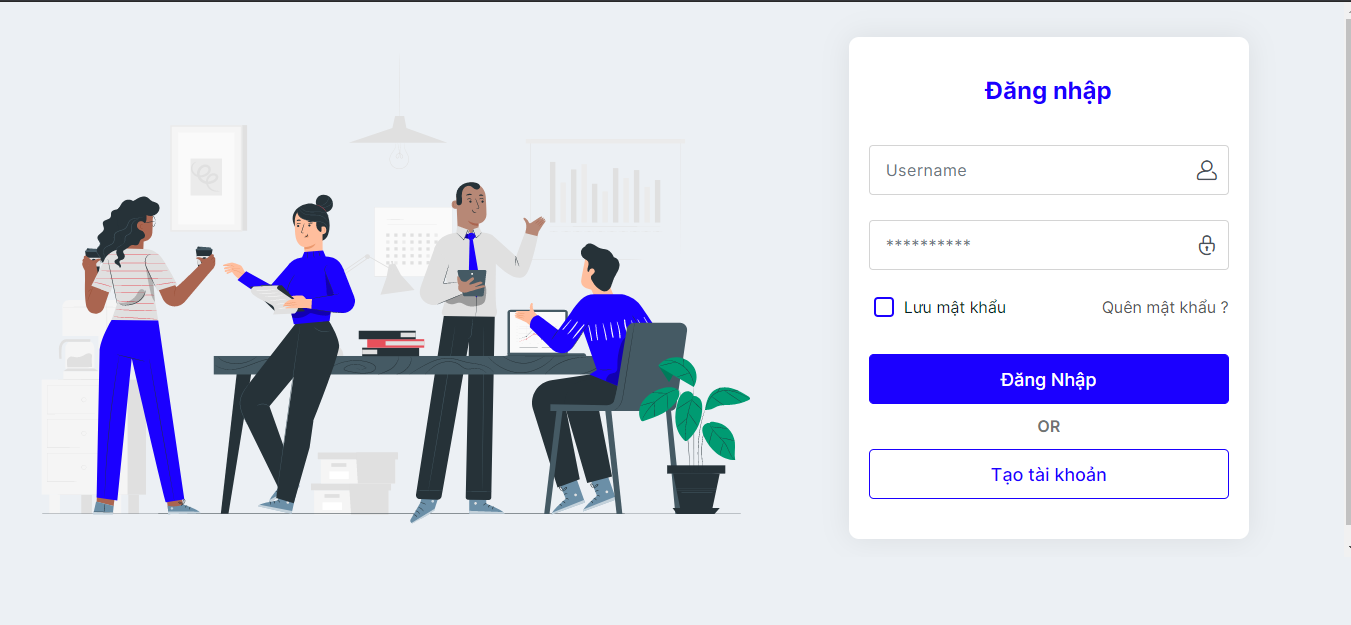 Đăng nhập
Username
**********
Lưu mật khẩu
Quên mật khẩu ?
Đăng Nhập
OR
Tạo tài khoản